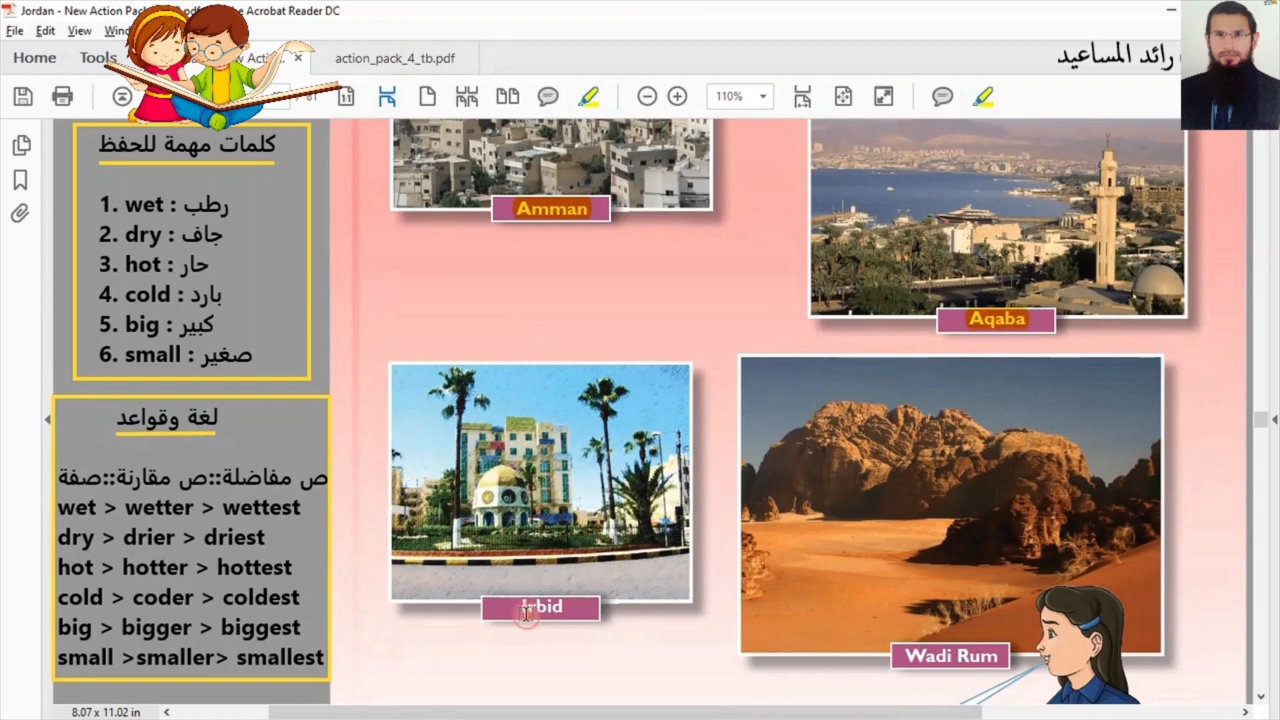 Jordan - New Action Pack
Acrobat Reader DC
File Edit View
Home Tools
action_pack_4_tb.pdf
رائد المساعيد
110%
كلمات مهمة للحفظ
1. wet : رطب
2. dry : جاف
3. hot : حار
4. cold : بارد
5. big : كبير
6. small : صغير
لغة وقواعد
ص مفاضلة::ص مقارنة::صفة
wet > wetter > wettest
dry > drier > driest
hot > hotter > hottest
cold > coder > coldest
big > bigger > biggest
small >smaller> smallest
Amman
Aqaba
Irbid
Wadi Rum
8.07 x 11.02 in